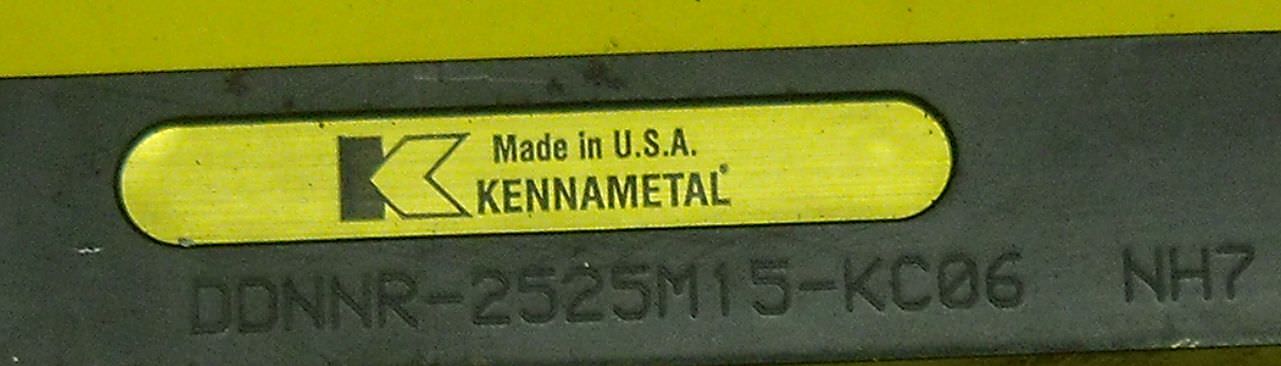 Made in U.S.A.
KENNAMETAL®
DDNNR-2525M15-KC06 NH7